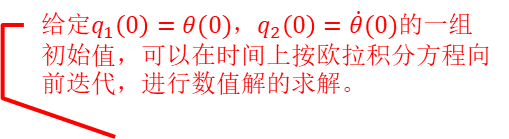 给定q₁(0) = θ(0)，q₂(0) = θ̇(0)的一组
初始值，可以在时间上按欧拉积分方程向
前迭代，进行数值解的求解。